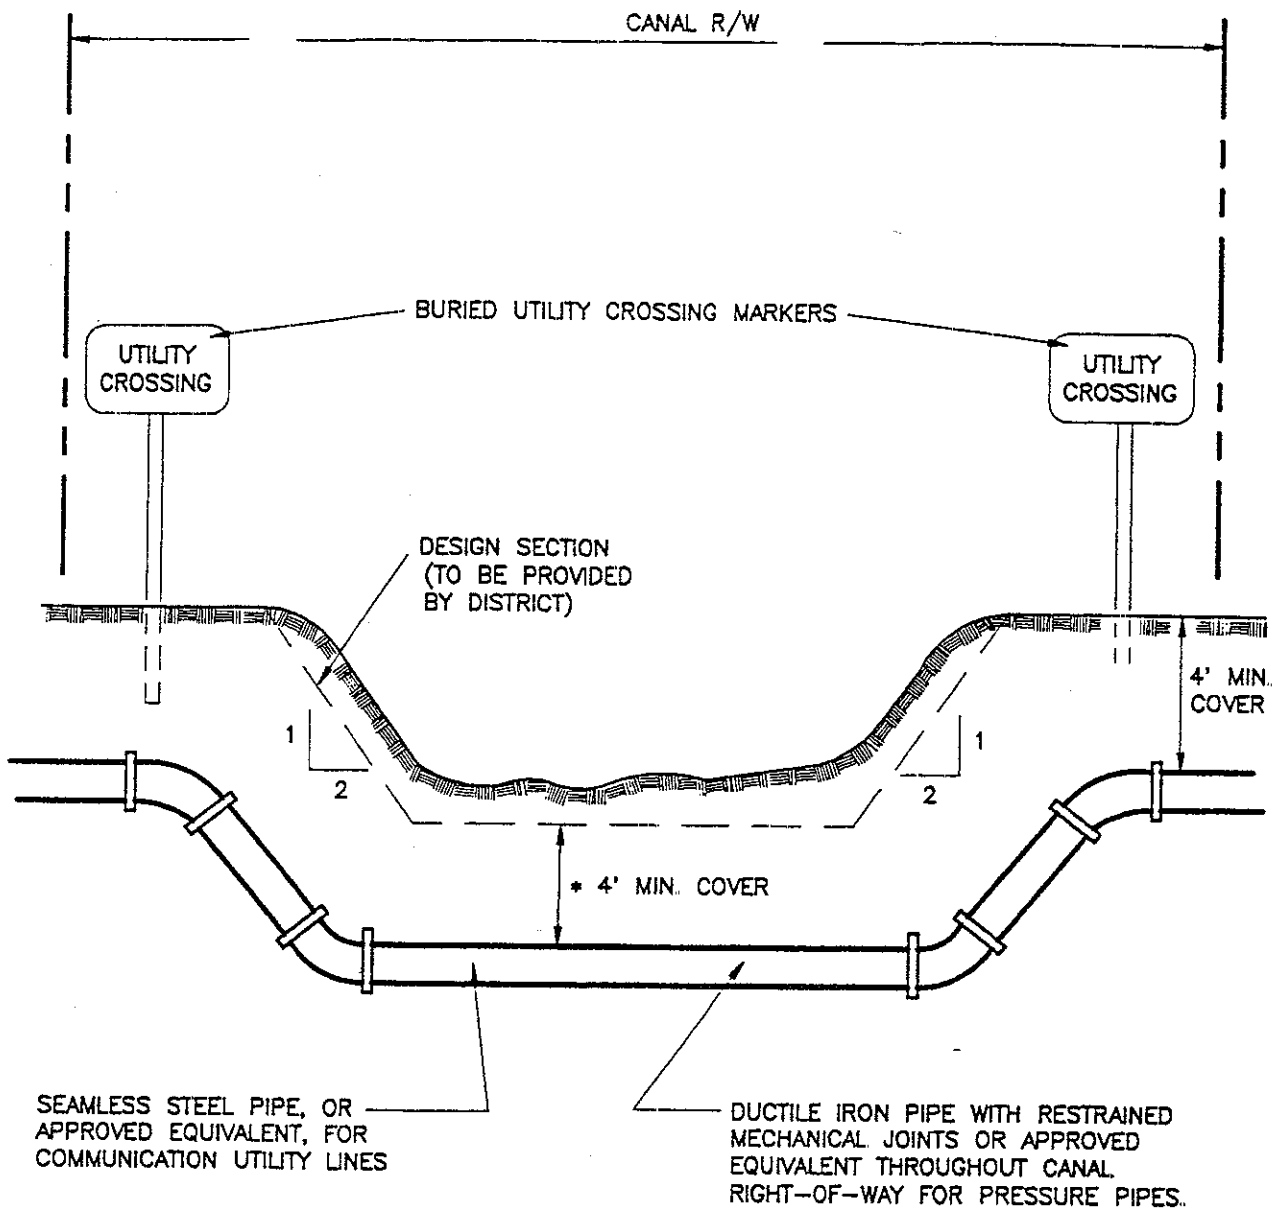 CANAL R/W
BURIED UTILITY CROSSING MARKERS
UTILITY
CROSSING
UTILITY
CROSSING
DESIGN SECTION
(TO BE PROVIDED
BY DISTRICT)
4' MIN.
COVER
1
2
1
2
* 4' MIN. COVER
SEAMLESS STEEL PIPE, OR
APPROVED EQUIVALENT, FOR
COMMUNICATION UTILITY LINES
DUCTILE IRON PIPE WITH RESTRAINED
MECHANICAL JOINTS OR APPROVED
EQUIVALENT THROUGHOUT CANAL
RIGHT-OF-WAY FOR PRESSURE PIPES.